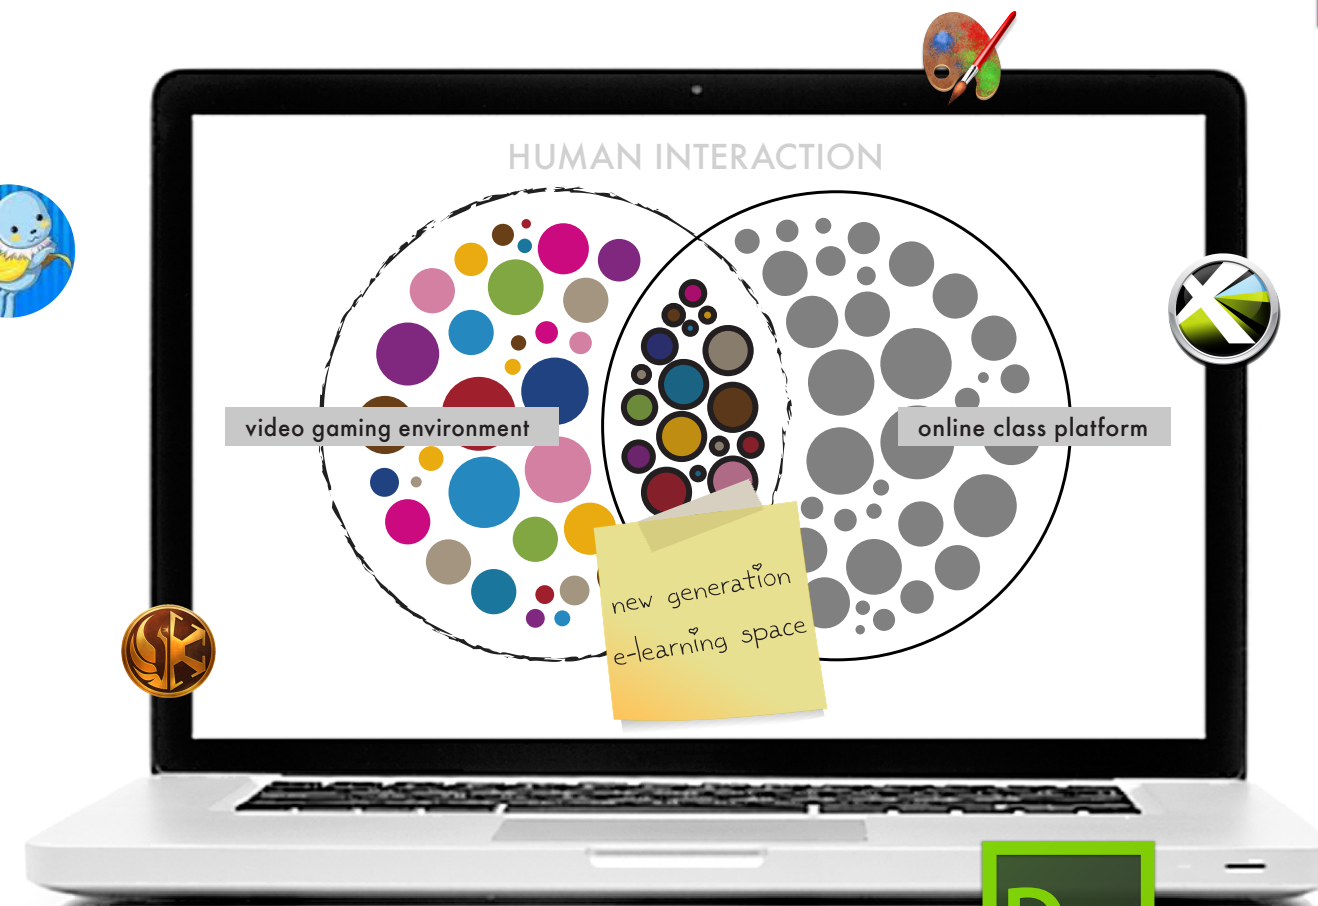 HUMAN INTERACTION
video gaming environment
online class platform
new generation
e-learning space